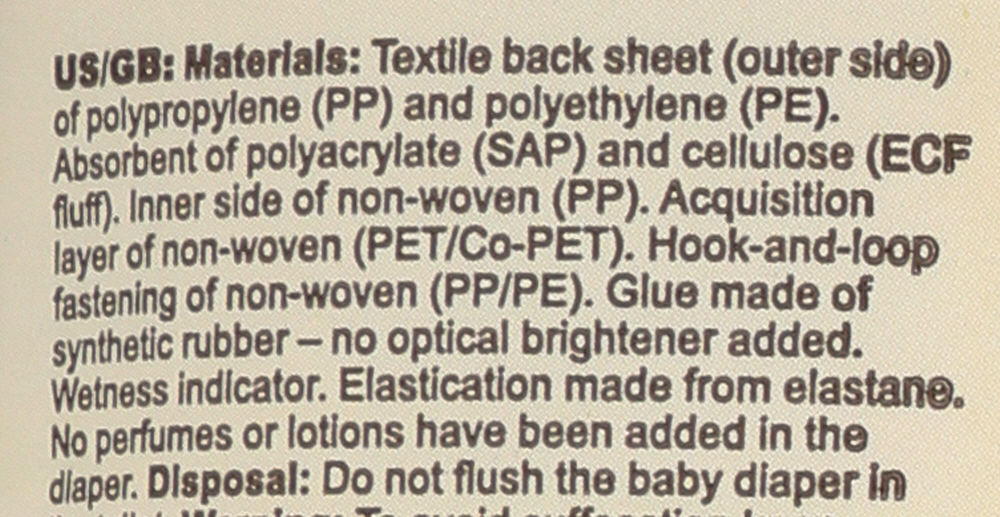 US/GB: Materials: Textile back sheet (outer side)
of polypropylene (PP) and polyethylene (PE).
Absorbent of polyacrylate (SAP) and cellulose (ECF
fluff). Inner side of non-woven (PP). Acquisition
layer of non-woven (PET/Co-PET). Hook-and-loop
fastening of non-woven (PP/PE). Glue made of
synthetic rubber – no optical brightener added.
Wetness indicator. Elastication made from elastane.
No perfumes or lotions have been added in the
diaper. Disposal: Do not flush the baby diaper in
Warning: To avoid suffocation